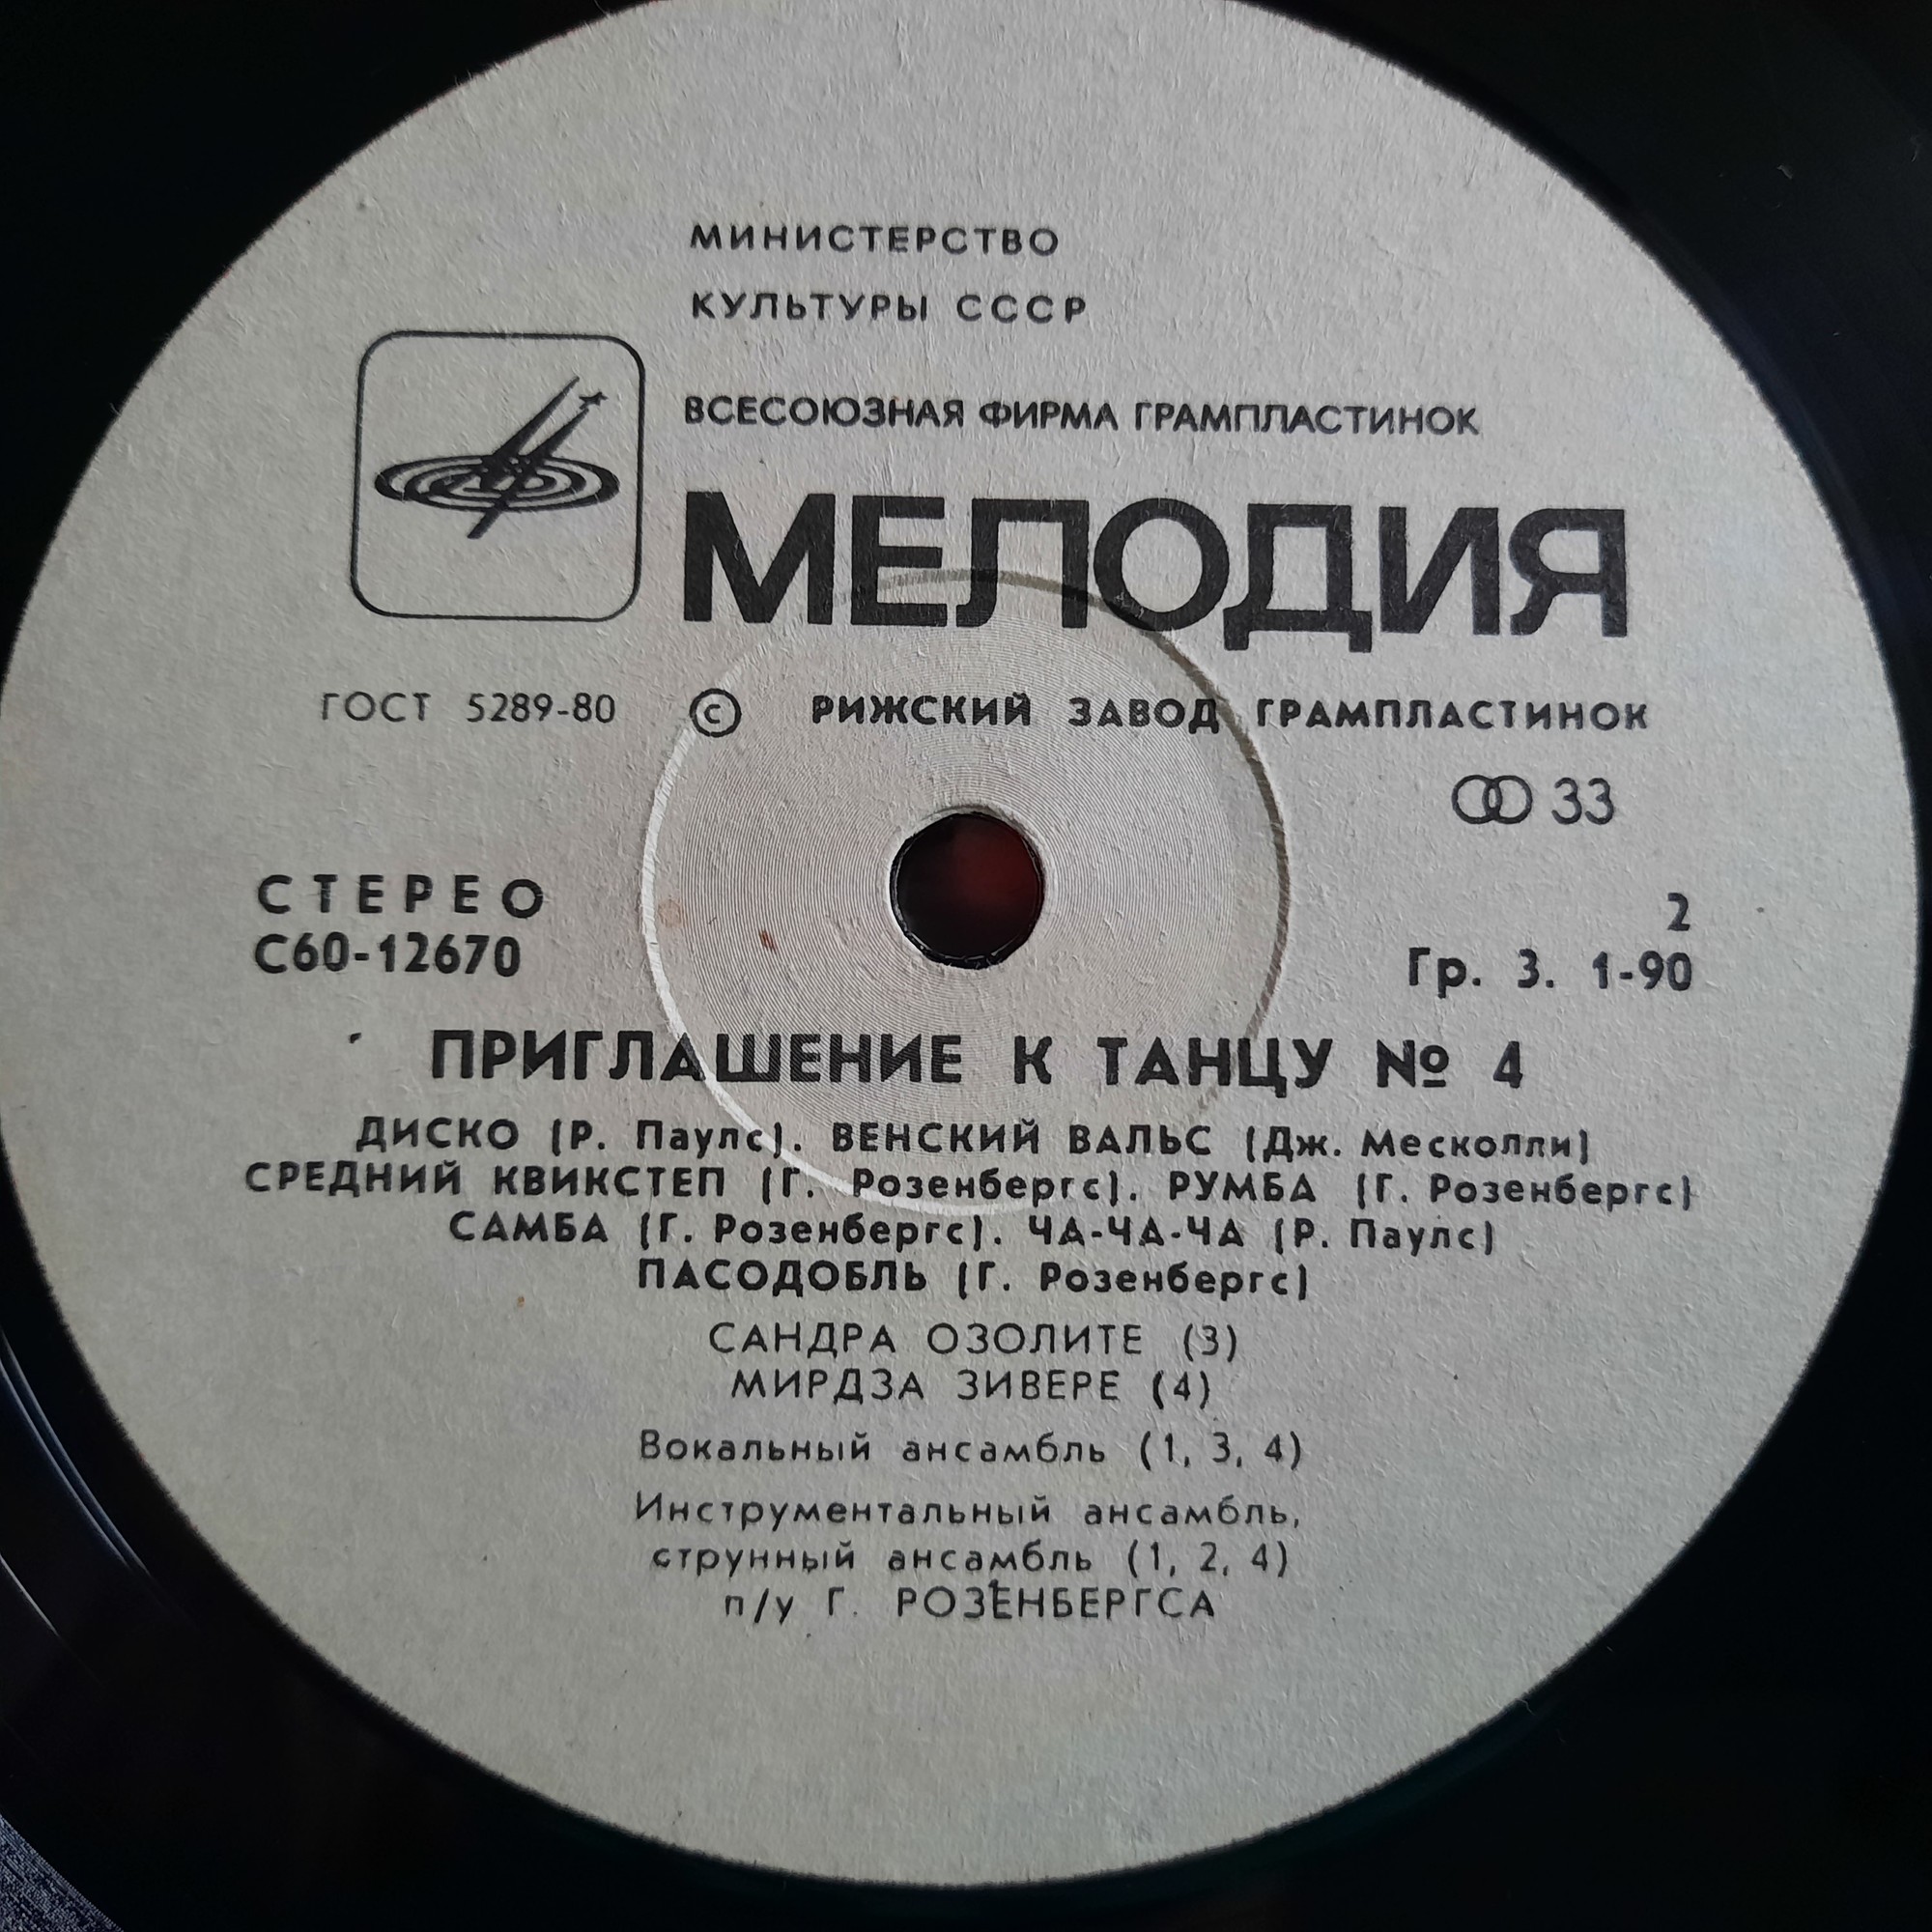 МИНИСТЕРСТВО
КУЛЬТУРЫ СССР
ВСЕСОЮЗНАЯ ФИРМА ГРАМПЛАСТИНОК
МЕЛОДИЯ
ГОСТ 5289-80 © РИЖСКИЙ ЗАВОД ГРАМПЛАСТИНОК
33
СТЕРЕО 2
С60-12670 Гр. 3. 1-90
ПРИГЛАШЕНИЕ К ТАНЦУ № 4
ДИСКО (Р. Паулс). ВЕНСКИЙ ВАЛЬС (Дж. Месколли)
СРЕДНИЙ КВИКСТЕП (Г. Розенбергс). РУМБА (Г. Розенбергс)
САМБА (Г. Розенбергс). ЧА-ЧА-ЧА (Р. Паулс)
ПАСОДОБЛЬ (Г. Розенбергс)
САНДРА ОЗОЛИТЕ (3)
МИРДЗА ЗИВЕРЕ (4)
Вокальный ансамбль (1, 3, 4)
Инструментальный ансамбль,
струнный ансамбль (1, 2, 4)
п/у Г. РОЗЕНБЕРГСА